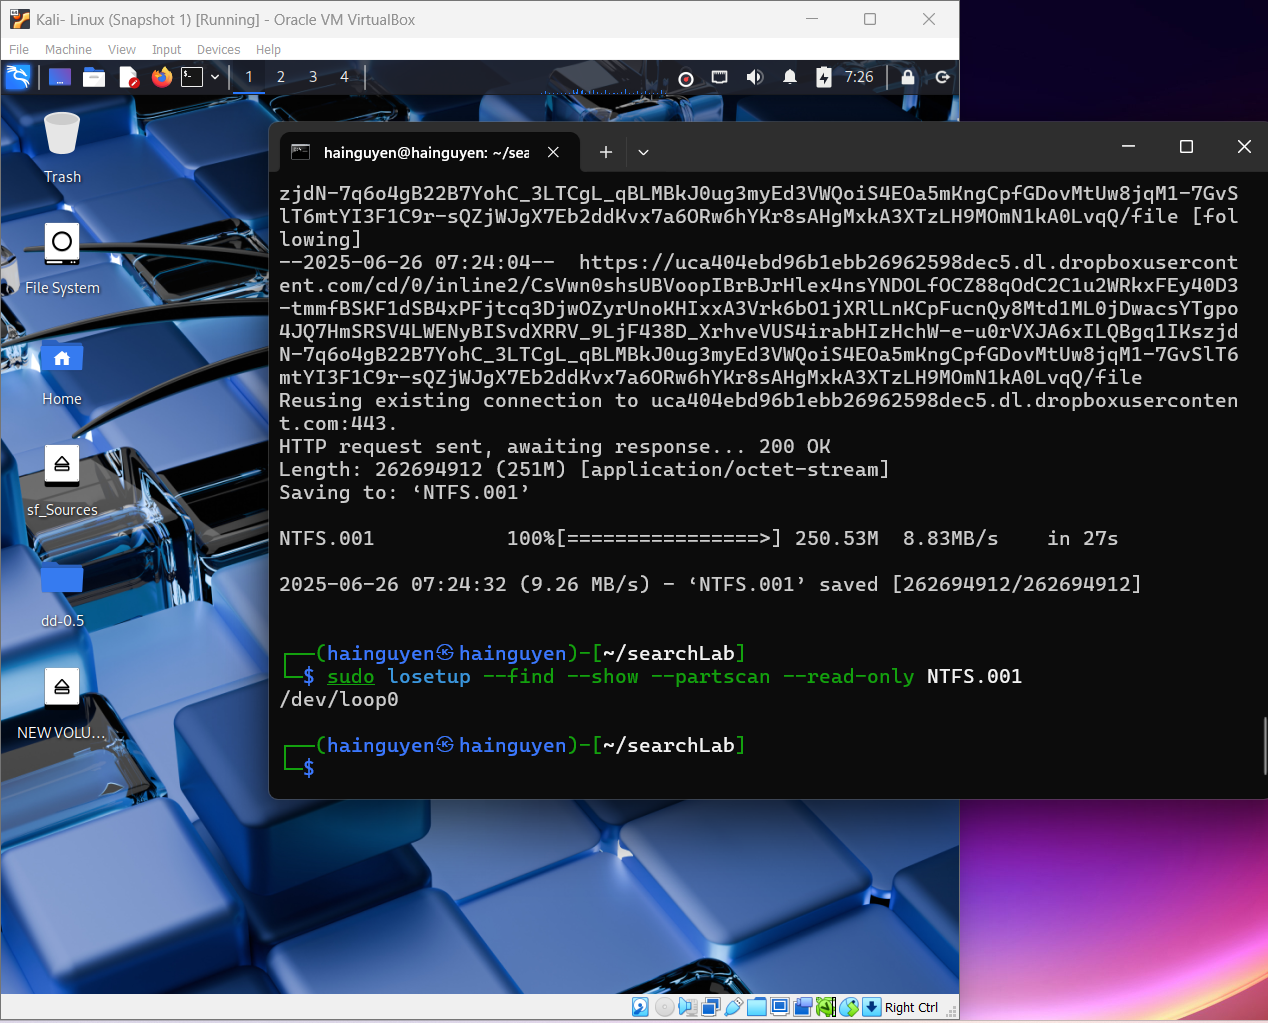 Kali- Linux (Snapshot 1) [Running] - Oracle VM VirtualBox
File Machine View Input Devices Help
1 2 3 4 7:26
Trash
File System
Home
sf_Sources
dd-0.5
NEW VOLU...
hainguyen@hainguyen: ~/sea
zjdN-7q6o4gB22B7YohC_3LTCgL_qBLMBkJ0ug3myEd3VWQoiS4EOa5mKngCpfGDovMtUw8jqM1-7GvS
lT6mtYI3F1C9r-sQZjWJgX7Eb2ddKvx7a6ORw6hYKr8sAHgMxkA3XTzLH9MOmN1kA0LvqQ/file [fol
lowing]
--2025-06-26 07:24:04--  https://uca404ebd96b1ebb26962598dec5.dl.dropboxusercont
ent.com/cd/0/inline2/CsVwn0shsUBVoopIBrBJrHlex4nsYNDOLfOCZ88qOdC2C1u2WRkxFEy40D3
-tmmfBSKF1dSB4xPFjtcq3DjwOZyrUnoKHIxxA3Vrk6bO1jXRlLnKCpFucnQy8Mtd1ML0jDwacsYTgpo
4JQ7HmSRSV4LWENyBISvdXRRV_9LjF438D_XrhveVUS4irabHIzHchW-e-u0rVXJA6xILQBgq1IKszjd
N-7q6o4gB22B7YohC_3LTCgL_qBLMBkJ0ug3myEd3VWQoiS4EOa5mKngCpfGDovMtUw8jqM1-7GvSlT6
mtYI3F1C9r-sQZjWJgX7Eb2ddKvx7a6ORw6hYKr8sAHgMxkA3XTzLH9MOmN1kA0LvqQ/file
Reusing existing connection to uca404ebd96b1ebb26962598dec5.dl.dropboxuserconten
t.com:443.
HTTP request sent, awaiting response... 200 OK
Length: 262694912 (251M) [application/octet-stream]
Saving to: ‘NTFS.001’
NTFS.001           100%[================>] 250.53M  8.83MB/s    in 27s
2025-06-26 07:24:32 (9.26 MB/s) - ‘NTFS.001’ saved [262694912/262694912]
┌──(hainguyen㉿hainguyen)-[~/searchLab]
└─$ sudo losetup --find --show --partscan --read-only NTFS.001
/dev/loop0
┌──(hainguyen㉿hainguyen)-[~/searchLab]
└─$
Right Ctrl